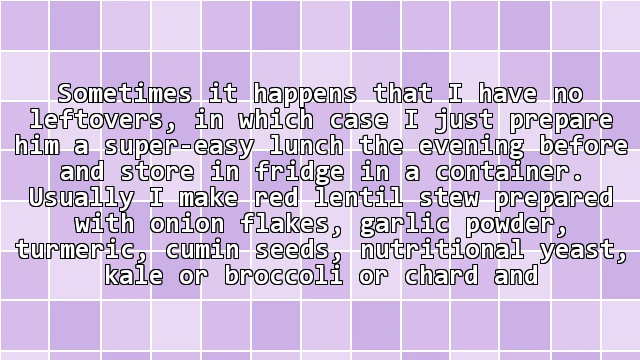 Sometimes it happens that I have no
leftovers, in which case I just prepare
him a super-easy lunch the evening before
and store in fridge in a container.
Usually I make red lentil stew prepared
with onion flakes, garlic powder,
turmeric, cumin seeds, nutritional yeast,
kale or broccoli or chard and